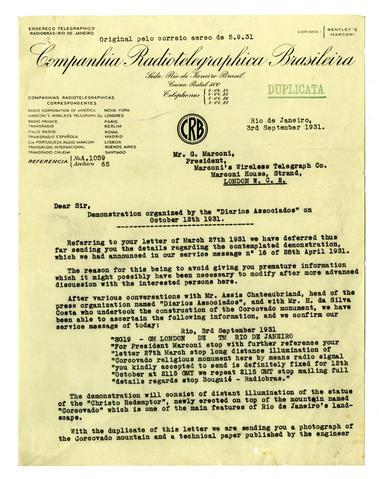 ENDEREÇO TELEGRAPHICO
RADIOBRAS-RIO DE JANEIRO.
Original pelo correio aereo de 5.9.31
CODIGOS: BENTLEY'S
MARCONI
Companhia Radiotelegraphica Brasileira
Séde: Rio de Janeiro Brasil.
Caixa Postal 500
Telephones
DUPLICATA
COMPANHIAS RADIOTELEGRAPHICAS
CORRESPONDENTES
RADIO CORPORATION OF AMERICA NOVA YORK
MARCONI'S WIRELESS TELEGRAPH Co. LONDRES
RADIO FRANCE, PARIS
TRANSRADIO BERLIM
ITALO RADIO ROMA
TRANSRADIO ESPAÑOLA MADRID
CIA PORTUGUEZA RADIO MARCONI LISBOA
TRANSRADIO INTERNACIONAL BUENOS AIRES
TRANSRADIO CHILENA SANTIAGO
REFERENCIA No A.1059
Archivo 65
CRB
Rio de Janeiro,
3rd September 1931.
Mr. G. Marconi,
President,
Marconi's Wireless Telegraph Co.
Marconi House, Strand,
LONDON W. C. 2.
Dear Sir,
Demonstration organized by the "Diarios Associados" on
October 12th 1931.
Referring to your letter of March 27th 1931 we have deferred thus
far sending you the details regarding the contemplated demonstration,
which we had announced in our service message nº 16 of 28th April 1931.
The reason for this being to avoid giving you premature information
which it might possibly have been necessary to modify after more advanced
discussion with the interested persons here.
After various conversations with Mr. Assis Chateaubriand, head of the
press organization named "Diarios Associados", and with Mr. H. da Silva
Costa who undertook the construction of the Corcovado monument, we have
been able to ascertain the following information, and we confirm our
service message of today:
Rio, 3rd September 1931
"SG19 - GM LONDON DE TM RIO DE JANEIRO
"For President Marconi stop with further reference your
"letter 27th March stop long distance illumination of
"Corcovado religious monument here by means radio signal
"you kindly accepted to send is definitely fixed for 12th
"October at 2115 GMT we repeat 2115 GMT stop mailing full
"details regards stop Bouguié - Radiobras."
The demonstration will consist of distant illumination of the statue
of the "Christo Redemptor", newly erected on top of the mountain named
"Corcovado" which is one of the main features of Rio de Janeiro's land-
scape.
With the duplicate of this letter we are sending you a photograph of
the Corcovado mountain and a technical paper published by the engineer